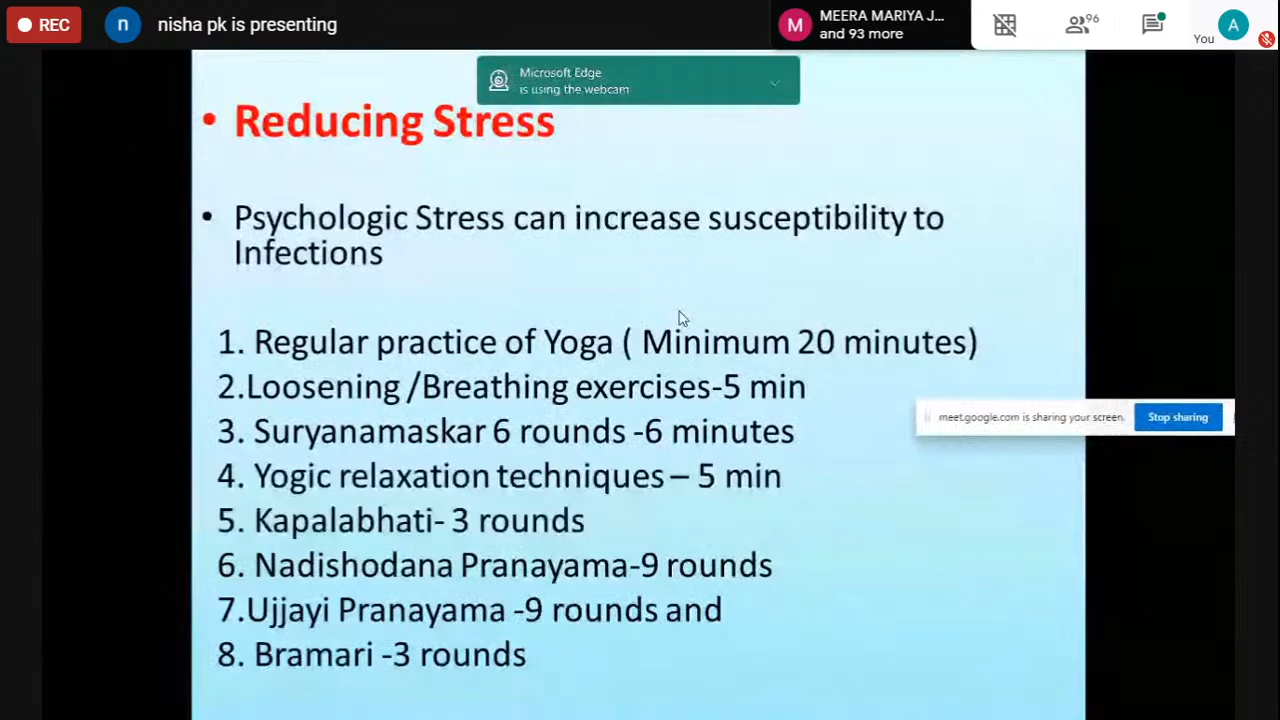 REC
n
nisha pk is presenting
M
MEERA MARIYA J...
and 93 more
96
You
A
Microsoft Edge
is using the webcam
• Reducing Stress
• Psychologic Stress can increase susceptibility to
Infections
1. Regular practice of Yoga ( Minimum 20 minutes)
2.Loosening /Breathing exercises-5 min
meet.google.com is sharing your screen.
Stop sharing
3. Suryanamaskar 6 rounds -6 minutes
4. Yogic relaxation techniques – 5 min
5. Kapalabhati- 3 rounds
6. Nadishodana Pranayama-9 rounds
7.Ujjayi Pranayama -9 rounds and
8. Bramari -3 rounds